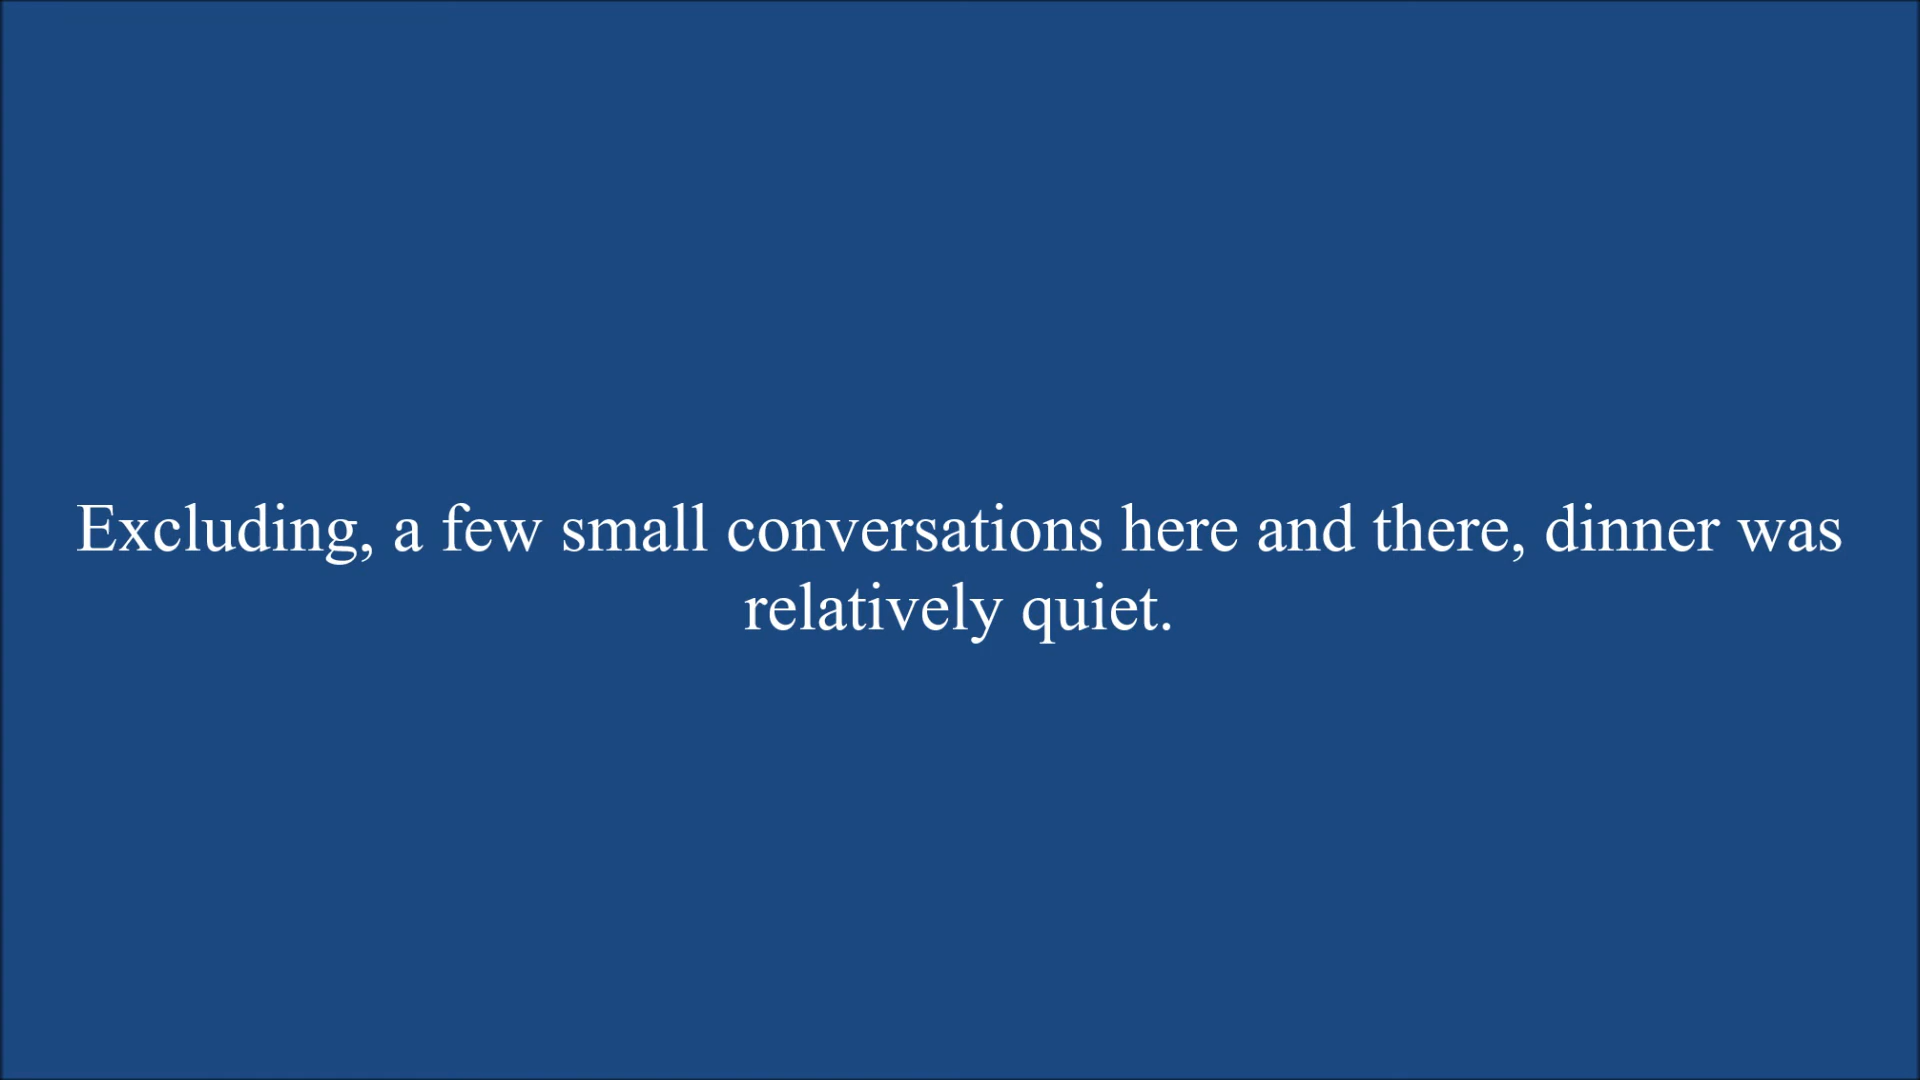 Excluding, a few small conversations here and there, dinner was
relatively quiet.